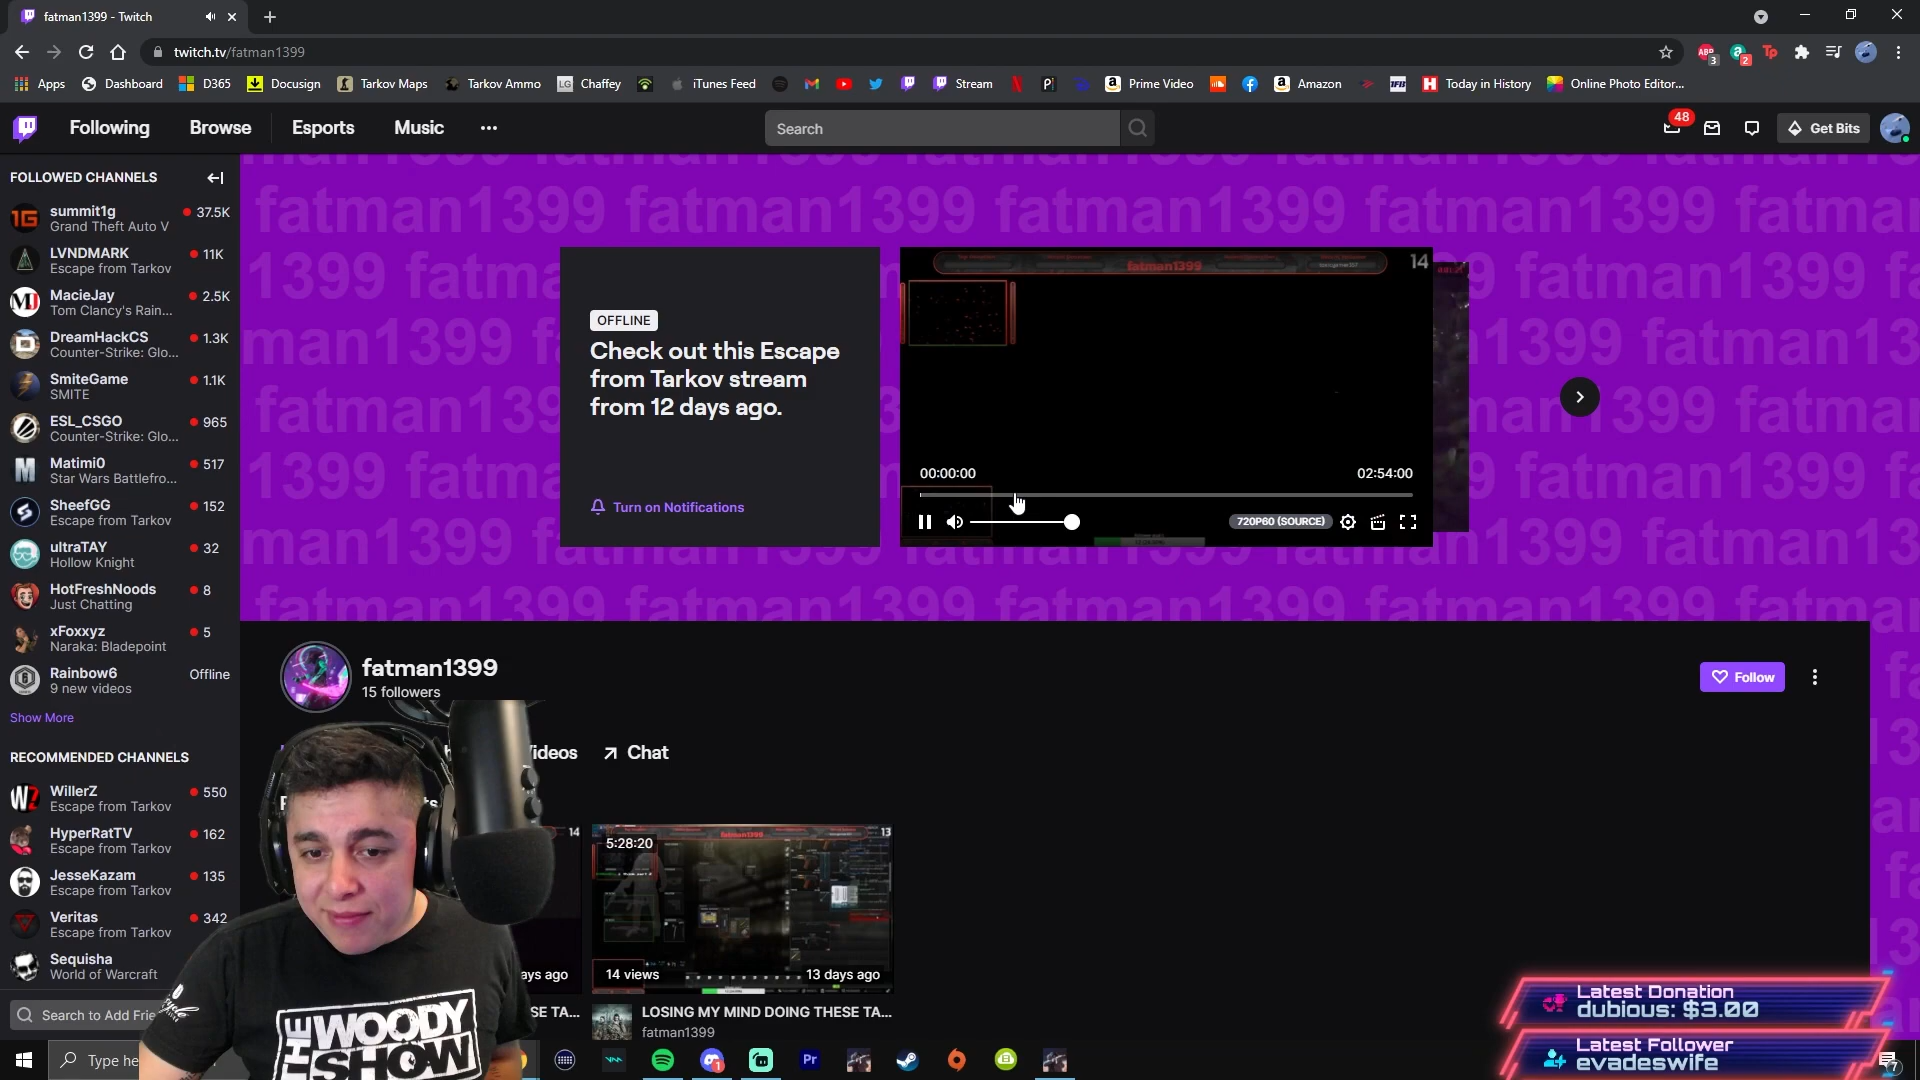 fatman1399 - Twitch
twitch.tv/fatman1399
Apps
Dashboard
D365
Docusign
Tarkov Maps
Tarkov Ammo
LG Chaffey
iTunes Feed
Stream
Prime Video
Amazon
Today in History
Online Photo Editor...
Following
Browse
Esports
Music
Search
48
Get Bits
FOLLOWED CHANNELS
summit1g 37.5K
Grand Theft Auto V
LVNDMARK 11K
Escape from Tarkov
MacieJay 2.5K
Tom Clancy's Rain...
DreamHackCS 1.3K
Counter-Strike: Glo...
SmiteGame 1.1K
SMITE
ESL_CSGO 965
Counter-Strike: Glo...
Matimi0 517
Star Wars Battlefro...
SheefGG 152
Escape from Tarkov
ultraTAY 32
Hollow Knight
HotFreshNoods 8
Just Chatting
xFoxxyz 5
Naraka: Bladepoint
Rainbow6 Offline
9 new videos
Show More
RECOMMENDED CHANNELS
WillerZ 550
Escape from Tarkov
HyperRatTV 162
Escape from Tarkov
JesseKazam 135
Escape from Tarkov
Veritas 342
Escape from Tarkov
Sequisha
World of Warcraft
Search to Add Frie
Type he
OFFLINE
Check out this Escape
from Tarkov stream
from 12 days ago.
Turn on Notifications
fatman1399
14
00:00:00
02:54:00
720P60 (SOURCE)
fatman1399
15 followers
Follow
Videos
Chat
14
ays ago
SE TA...
5:28:20
fatman1399
13
14 views
13 days ago
LOSING MY MIND DOING THESE TA...
fatman1399
THE WOODY
SHOW
Latest Donation
dubious: $3.00
Latest Follower
evadeswife